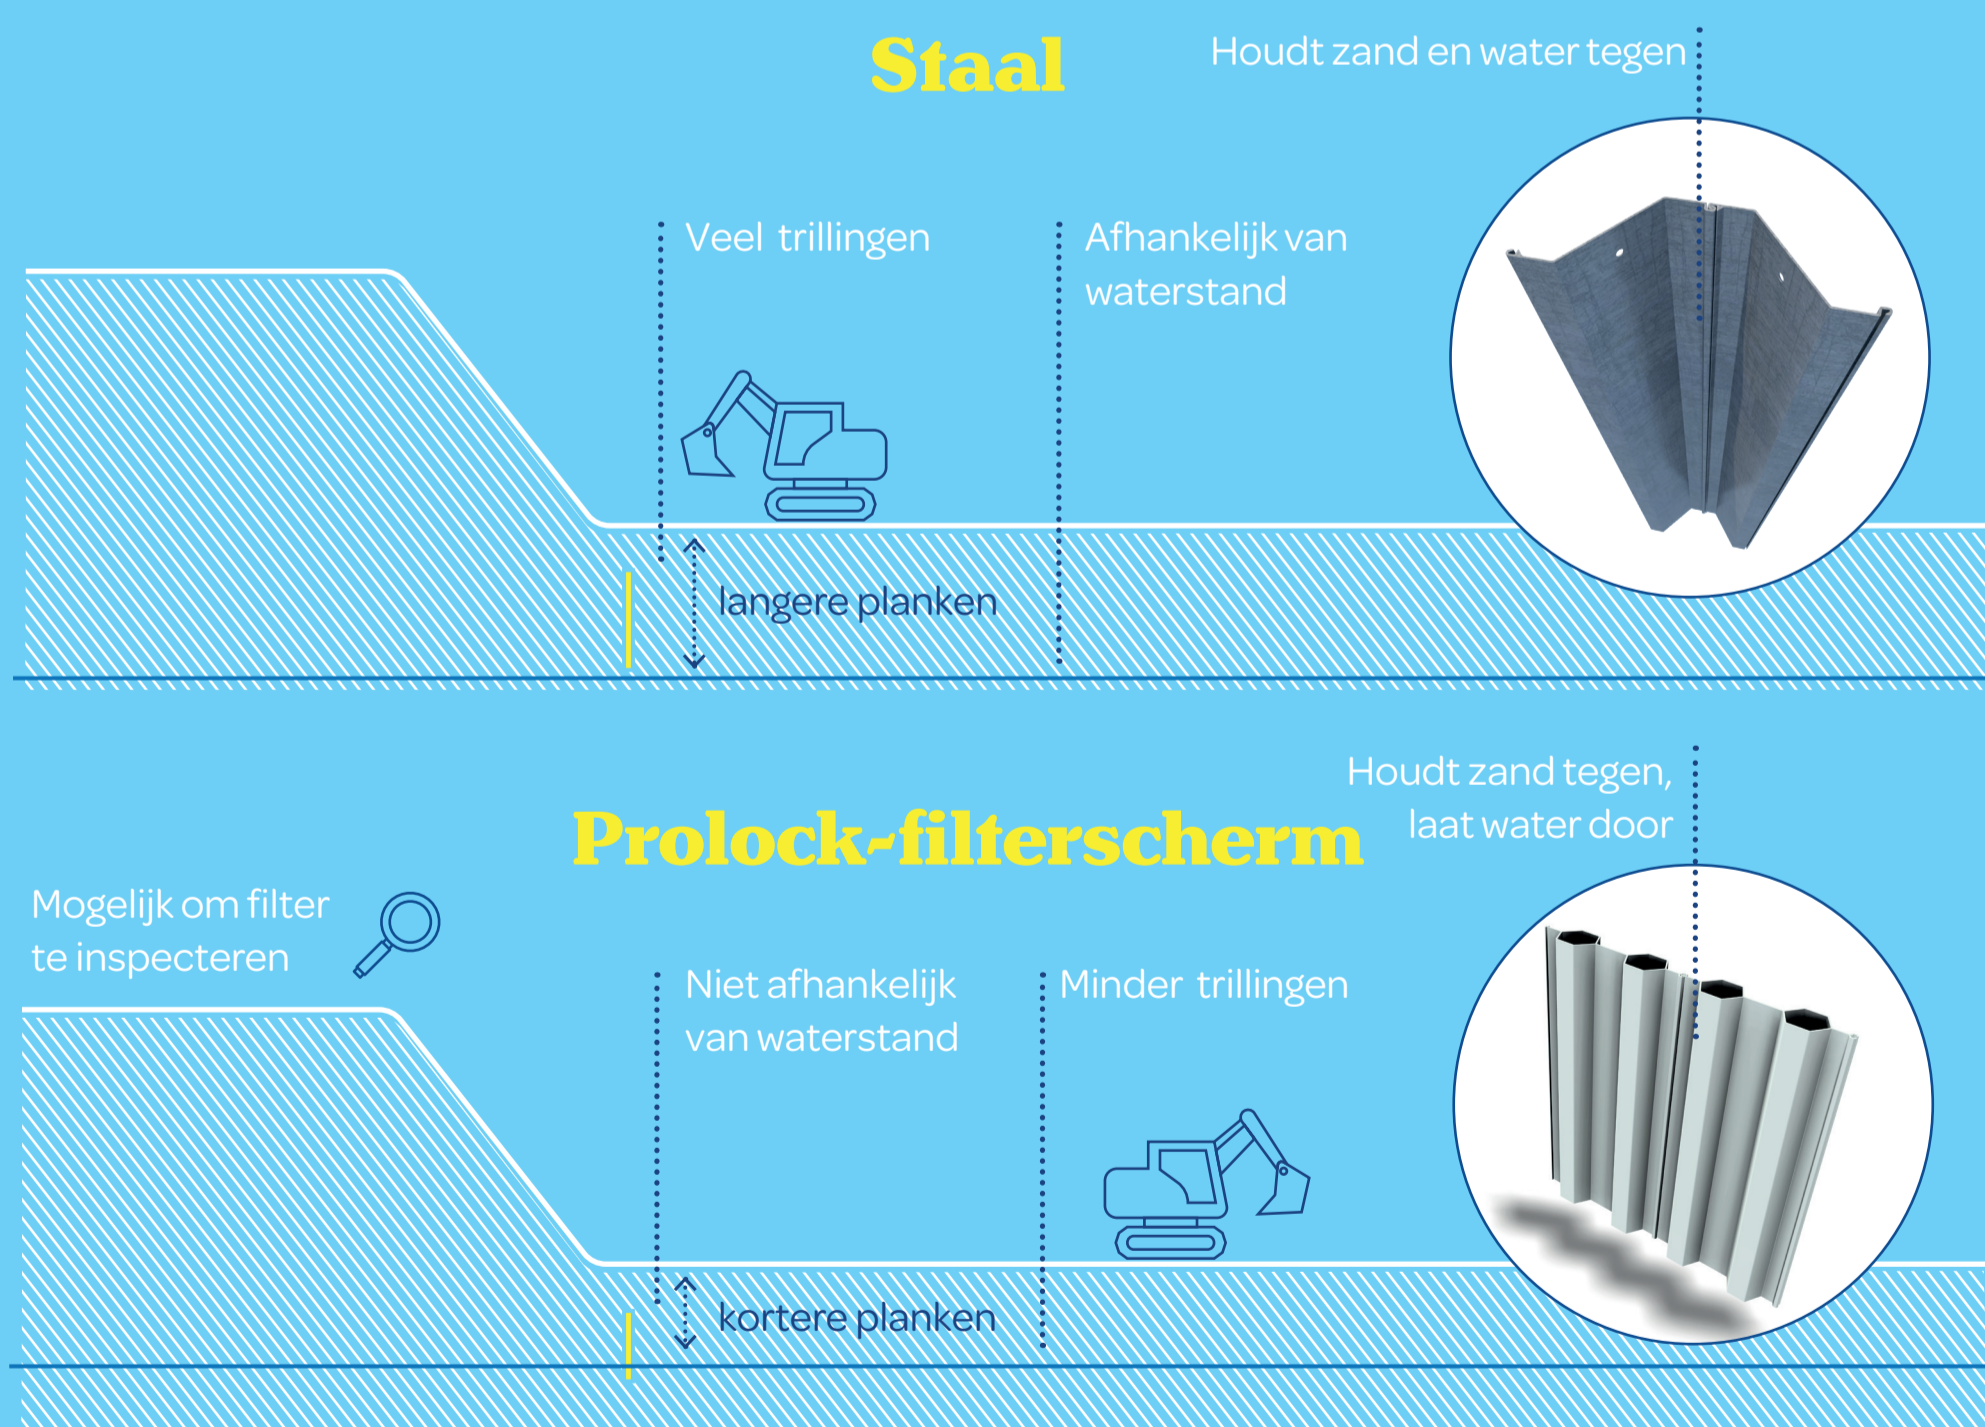 Staal
Houdt zand en water tegen
Veel trillingen
Afhankelijk van
waterstand
langere planken
Prolock-filterscherm
Houdt zand tegen,
laat water door
Mogelijk om filter
te inspecteren
Niet afhankelijk
van waterstand
Minder trillingen
kortere planken